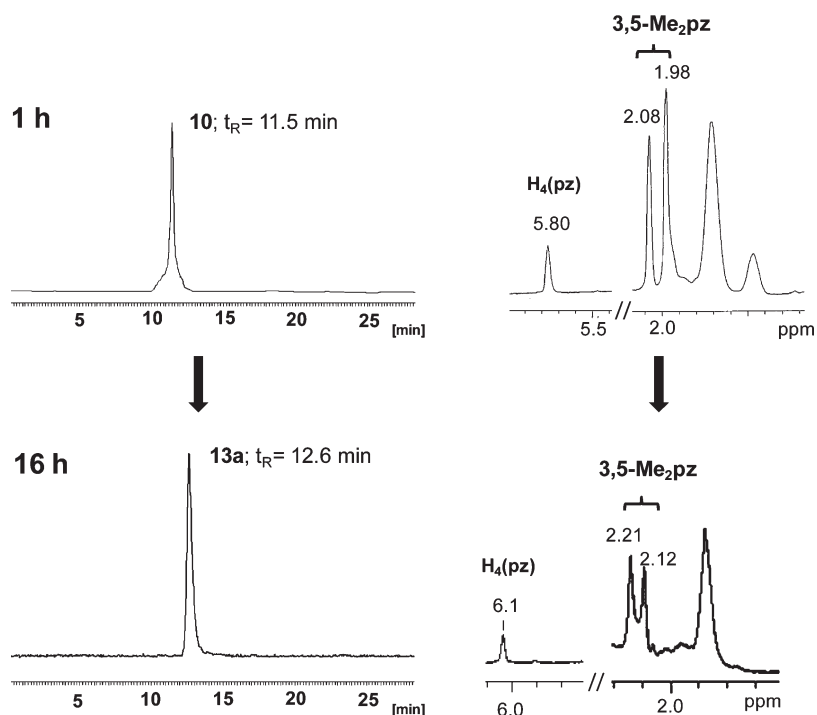 1 h
10; tR= 11.5 min
5 10 15 20 25 [min]
3,5-Me2pz
1.98
2.08
H4(pz)
5.80
5.5 // 2.0 ppm
16 h
13a; tR= 12.6 min
5 10 15 20 25 [min]
3,5-Me2pz
2.21
2.12
H4(pz)
6.1
6.0 // 2.0 ppm